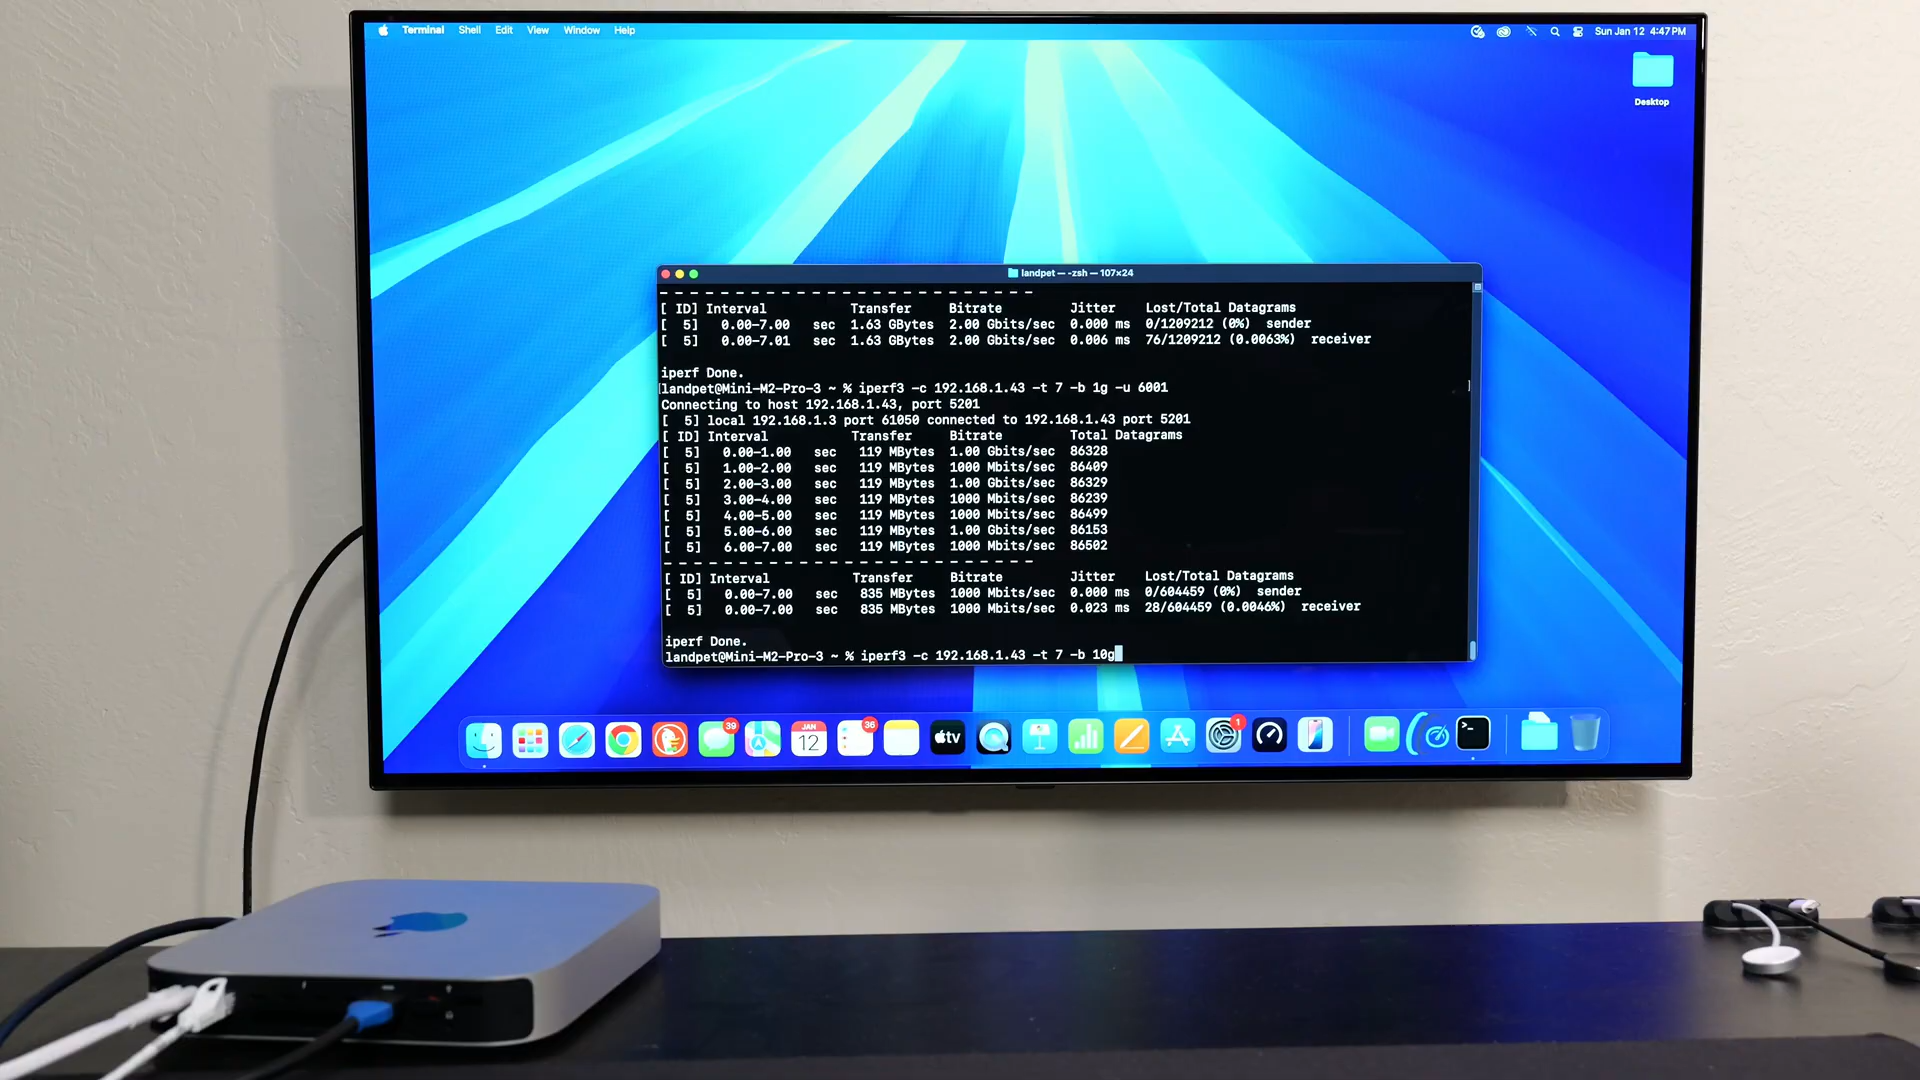 Terminal Shell Edit View Window Help
Sun Jan 12 4:47 PM
Desktop
landpet — -zsh — 107×24
- - - - - - - - - - - - - - - - - - - - - - - - -
[ ID] Interval Transfer Bitrate Jitter Lost/Total Datagrams
[ 5] 0.00-7.00 sec 1.63 GBytes 2.00 Gbits/sec 0.000 ms 0/1209212 (0%) sender
[ 5] 0.00-7.01 sec 1.63 GBytes 2.00 Gbits/sec 0.006 ms 76/1209212 (0.0063%) receiver
iperf Done.
[landpet@Mini-M2-Pro-3 ~ % iperf3 -c 192.168.1.43 -t 7 -b 1g -u 6001 ]
Connecting to host 192.168.1.43, port 5201
[ 5] local 192.168.1.3 port 61050 connected to 192.168.1.43 port 5201
[ ID] Interval Transfer Bitrate Total Datagrams
[ 5] 0.00-1.00 sec 119 MBytes 1.00 Gbits/sec 86328
[ 5] 1.00-2.00 sec 119 MBytes 1000 Mbits/sec 86409
[ 5] 2.00-3.00 sec 119 MBytes 1.00 Gbits/sec 86329
[ 5] 3.00-4.00 sec 119 MBytes 1000 Mbits/sec 86239
[ 5] 4.00-5.00 sec 119 MBytes 1000 Mbits/sec 86499
[ 5] 5.00-6.00 sec 119 MBytes 1.00 Gbits/sec 86153
[ 5] 6.00-7.00 sec 119 MBytes 1000 Mbits/sec 86502
- - - - - - - - - - - - - - - - - - - - - - - - -
[ ID] Interval Transfer Bitrate Jitter Lost/Total Datagrams
[ 5] 0.00-7.00 sec 835 MBytes 1000 Mbits/sec 0.000 ms 0/604459 (0%) sender
[ 5] 0.00-7.00 sec 835 MBytes 1000 Mbits/sec 0.023 ms 28/604459 (0.0046%) receiver
iperf Done.
landpet@Mini-M2-Pro-3 ~ % iperf3 -c 192.168.1.43 -t 7 -b 10g
39
JAN
12
36
tv
1